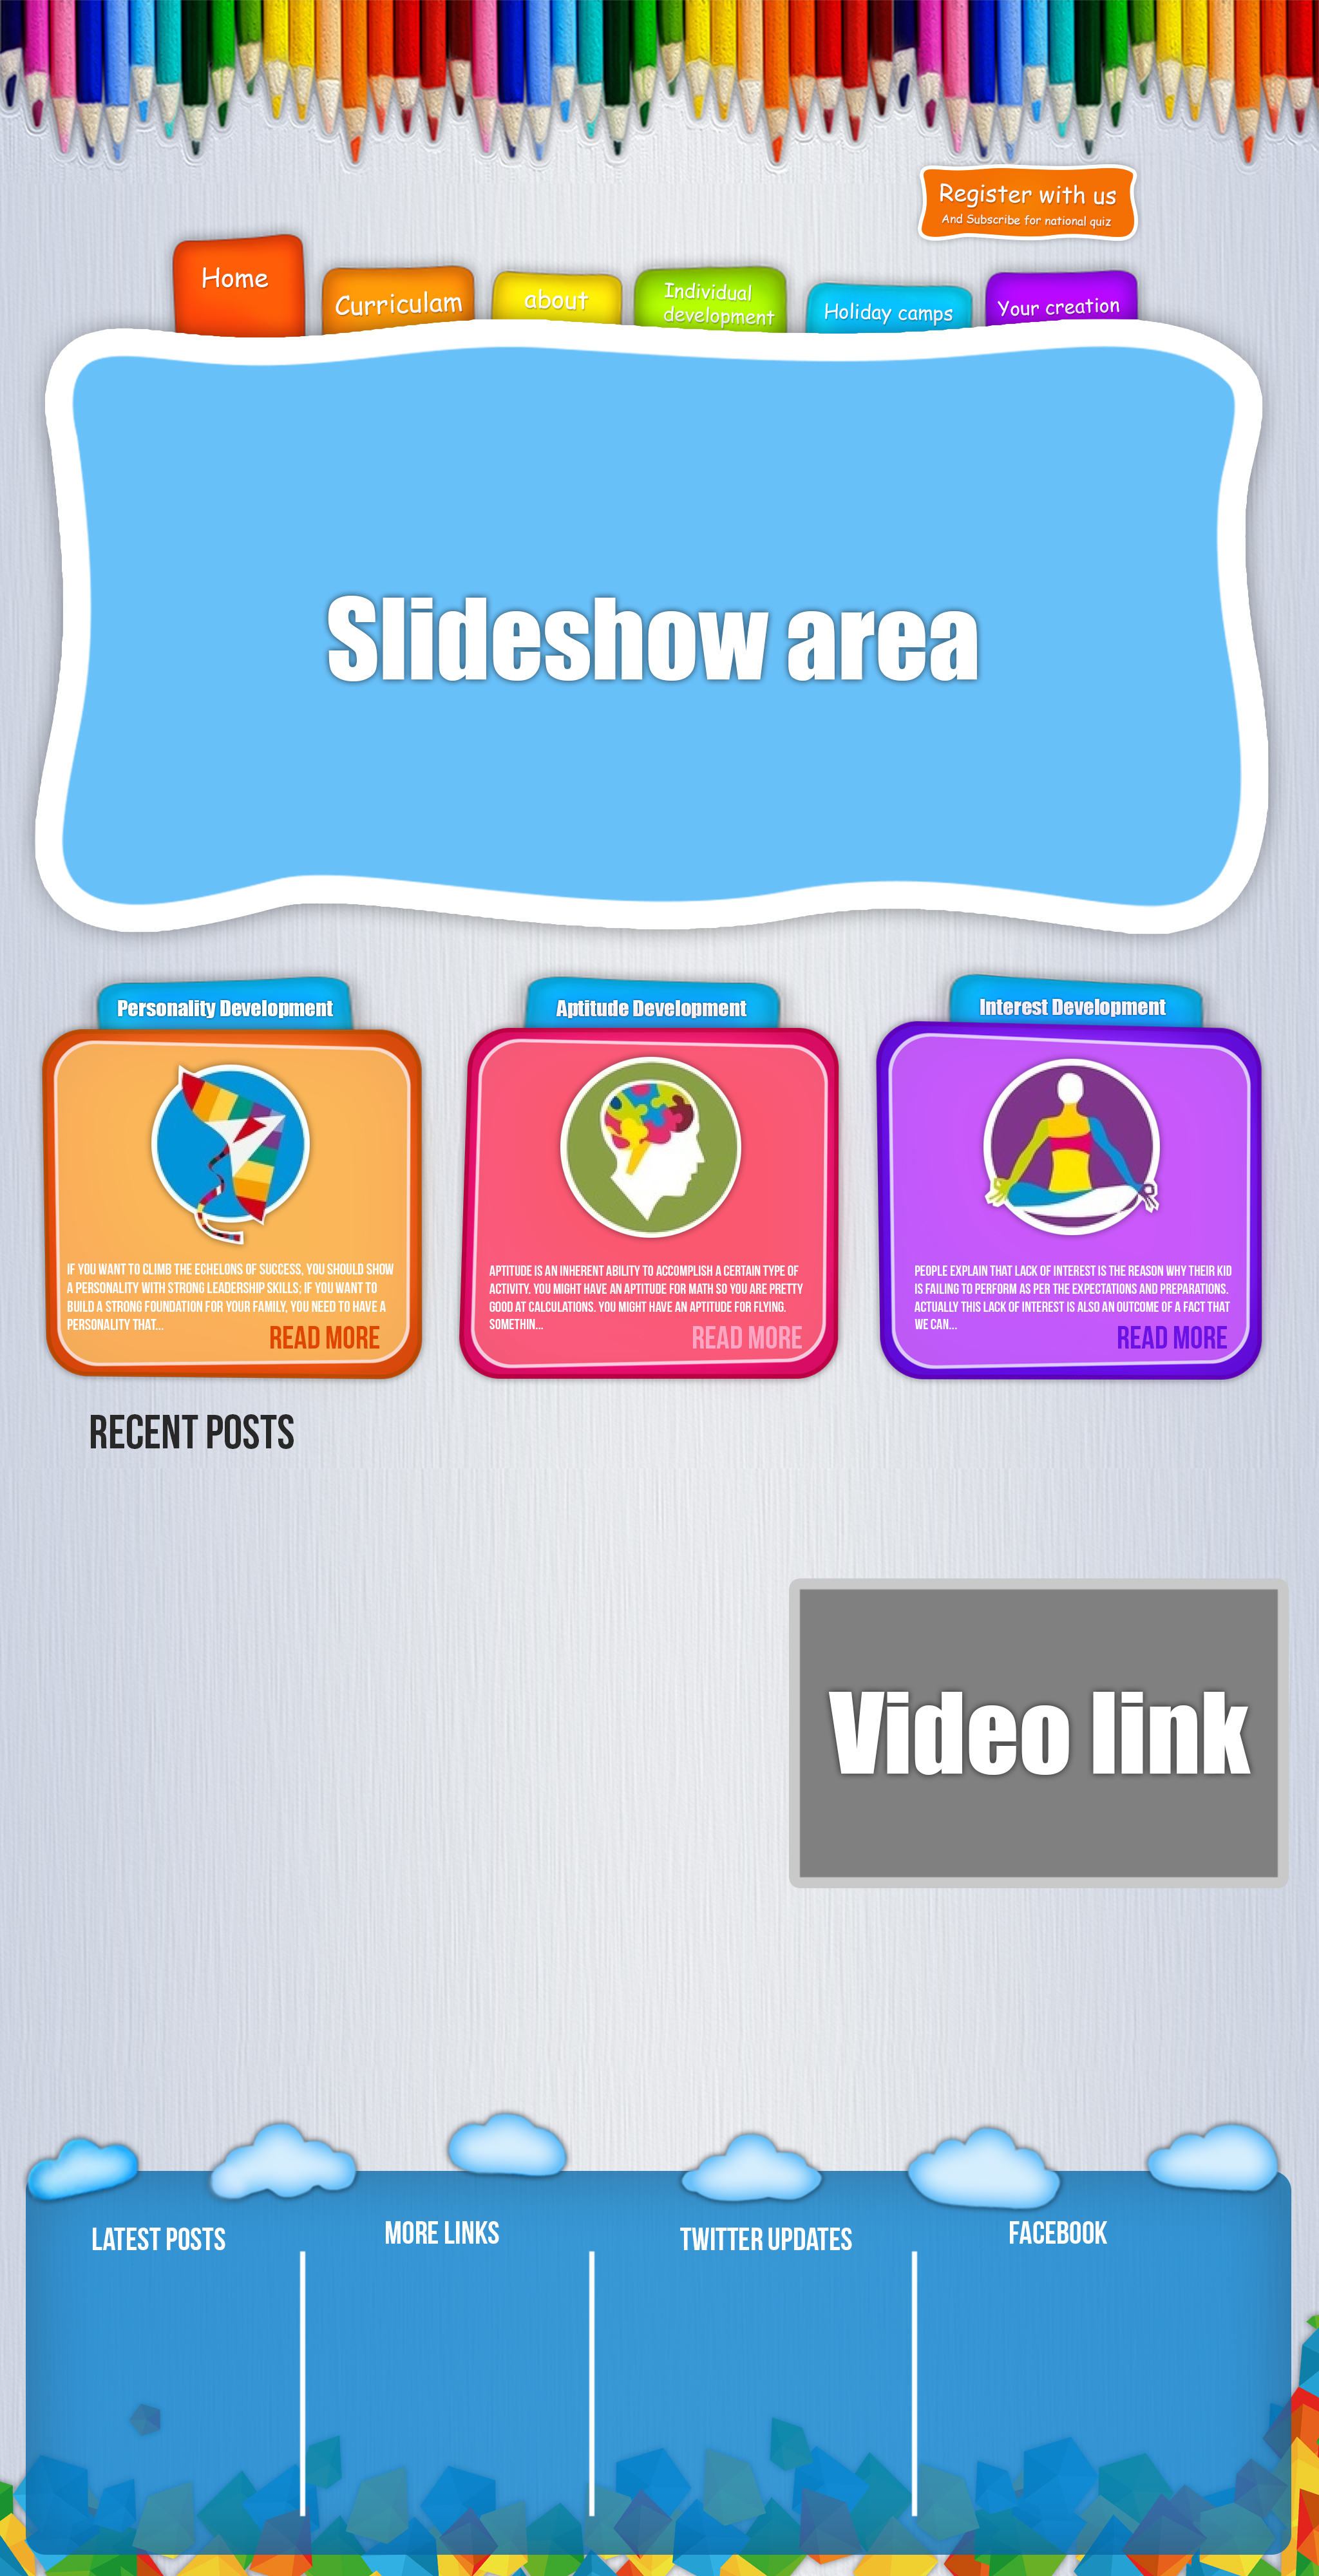 Register with us
And Subscribe for national quiz
Home
Curriculam
about
Individual
development
Holiday camps
Your creation
Slideshow area
Personality Development
IF YOU WANT TO CLIMB THE ECHELONS OF SUCCESS, YOU SHOULD SHOW
A PERSONALITY WITH STRONG LEADERSHIP SKILLS; IF YOU WANT TO
BUILD A STRONG FOUNDATION FOR YOUR FAMILY, YOU NEED TO HAVE A
PERSONALITY THAT...
READ MORE
Aptitude Development
APTITUDE IS AN INHERENT ABILITY TO ACCOMPLISH A CERTAIN TYPE OF
ACTIVITY. YOU MIGHT HAVE AN APTITUDE FOR MATH SO YOU ARE PRETTY
GOOD AT CALCULATIONS. YOU MIGHT HAVE AN APTITUDE FOR FLYING.
SOMETHIN...
READ MORE
Interest Development
PEOPLE EXPLAIN THAT LACK OF INTEREST IS THE REASON WHY THEIR KID
IS FAILING TO PERFORM AS PER THE EXPECTATIONS AND PREPARATIONS.
ACTUALLY THIS LACK OF INTEREST IS ALSO AN OUTCOME OF A FACT THAT
WE CAN...
READ MORE
RECENT POSTS
Video link
LATEST POSTS
MORE LINKS
TWITTER UPDATES
FACEBOOK